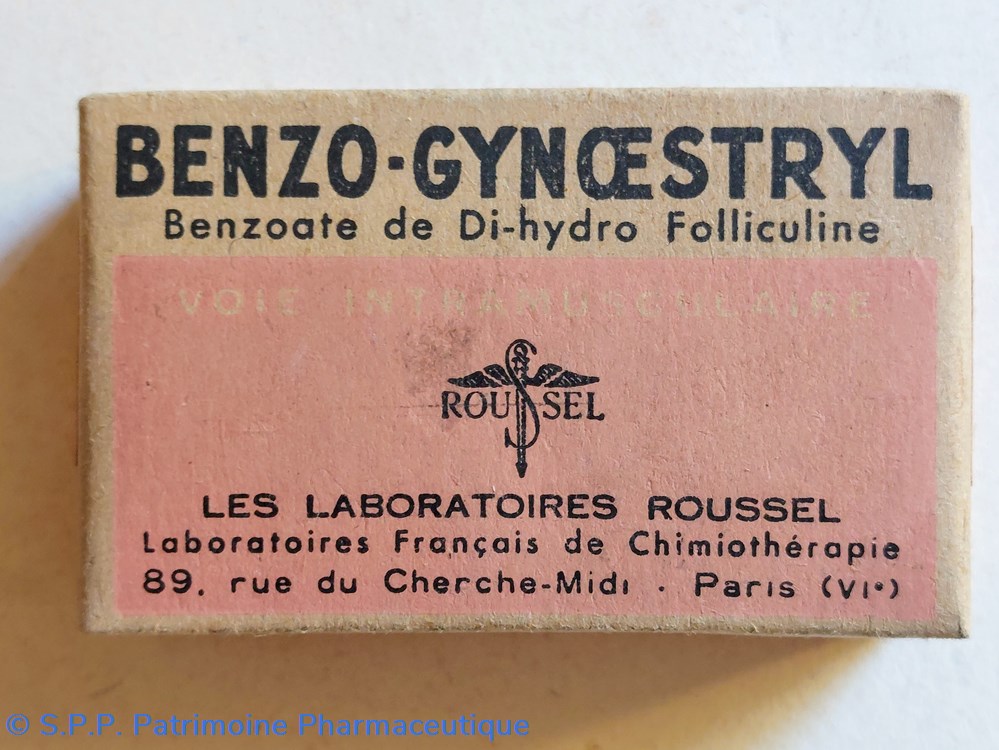 BENZO-GYNŒSTRYL
Benzoate de Di-hydro Folliculine
VOIE INTRAMUSCULAIRE
ROUSSEL
LES LABORATOIRES ROUSSEL
Laboratoires Français de Chimiothérapie
89, rue du Cherche-Midi · Paris (VIᵉ)
© S.P.P. Patrimoine Pharmaceutique